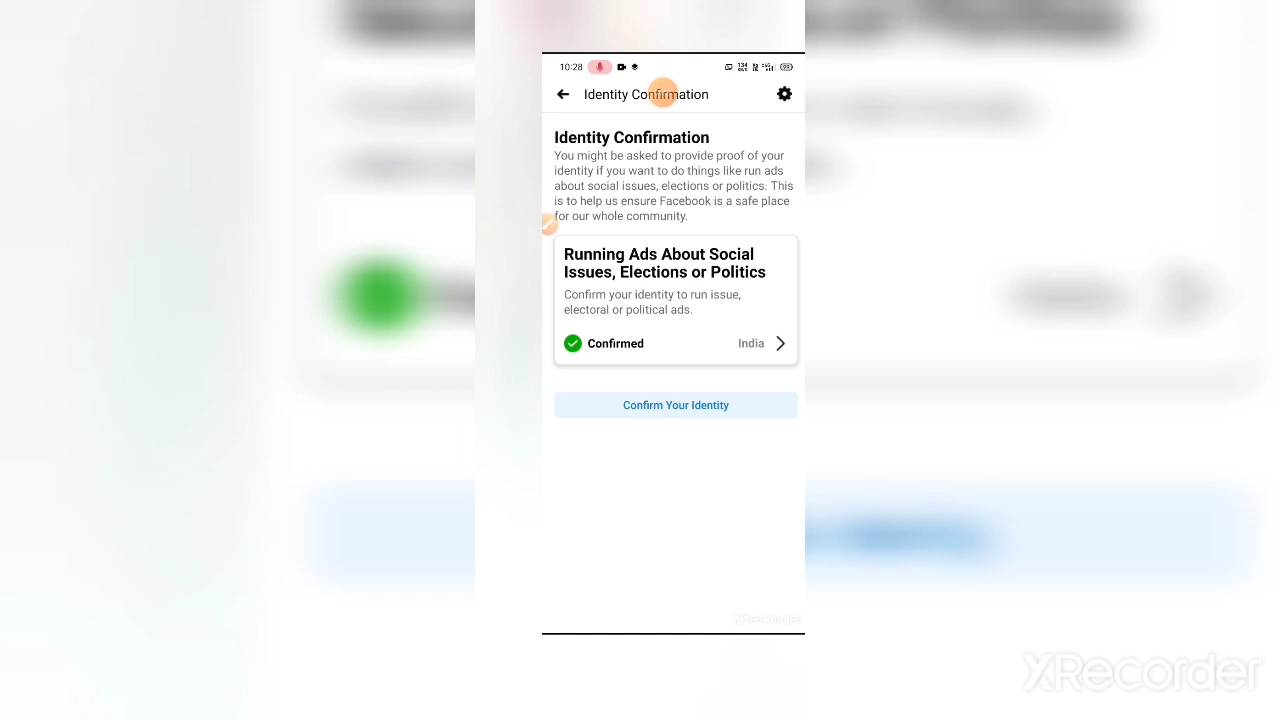 10:28
Identity Confirmation
Identity Confirmation
You might be asked to provide proof of your
identity if you want to do things like run ads
about social issues, elections or politics. This
is to help us ensure Facebook is a safe place
for our whole community.
Running Ads About Social
Issues, Elections or Politics
Confirm your identity to run issue,
electoral or political ads.
Confirmed India
Confirm Your Identity
XRecorder
XRecorder